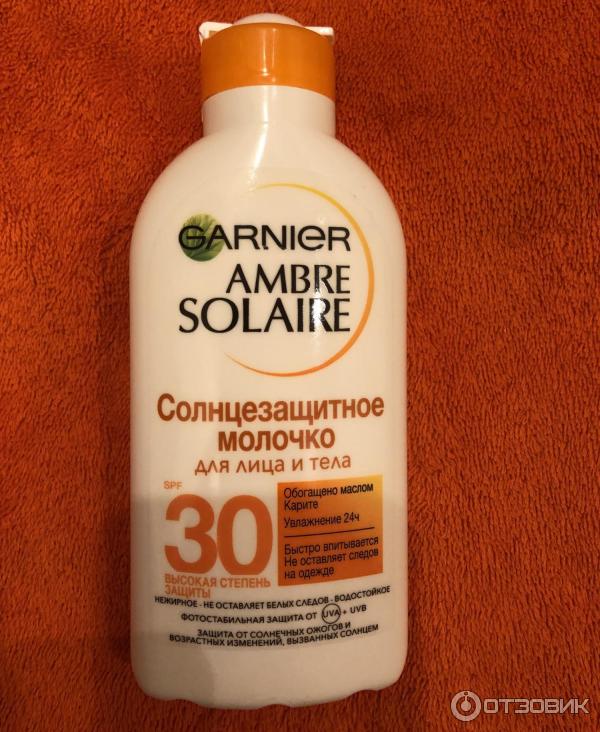 GARNIER
AMBRE
SOLAIRE
Солнцезащитное
молочко
для лица и тела
SPF
30
ВЫСОКАЯ СТЕПЕНЬ
ЗАЩИТЫ
Обогащено маслом
Карите
Увлажнение 24ч
Быстро впитывается
Не оставляет следов
на одежде
НЕЖИРНОЕ - НЕ ОСТАВЛЯЕТ БЕЛЫХ СЛЕДОВ - ВОДОСТОЙКОЕ
ФОТОСТАБИЛЬНАЯ ЗАЩИТА ОТ UVA + UVB
ЗАЩИТА ОТ СОЛНЕЧНЫХ ОЖОГОВ И
ВОЗРАСТНЫХ ИЗМЕНЕНИЙ, ВЫЗВАННЫХ СОЛНЦЕМ
ОТЗОВИК